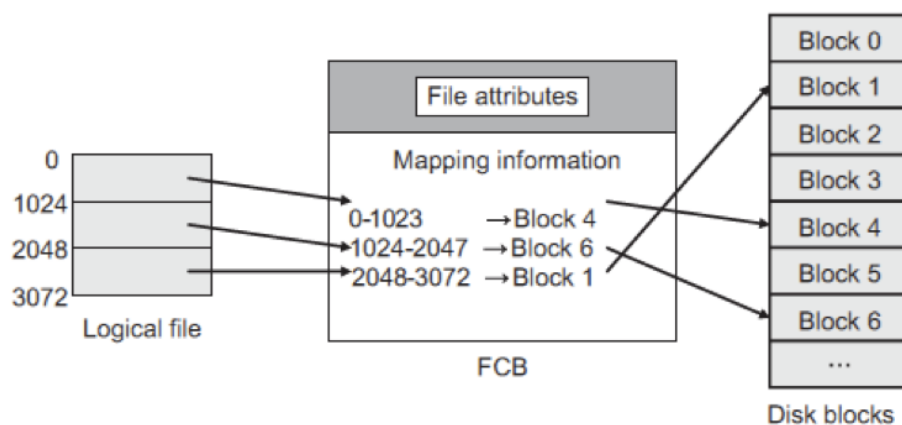 0
1024
2048
3072
Logical file
File attributes
Mapping information
0-1023 →Block 4
1024-2047 →Block 6
2048-3072 →Block 1
FCB
Block 0
Block 1
Block 2
Block 3
Block 4
Block 5
Block 6
...
Disk blocks